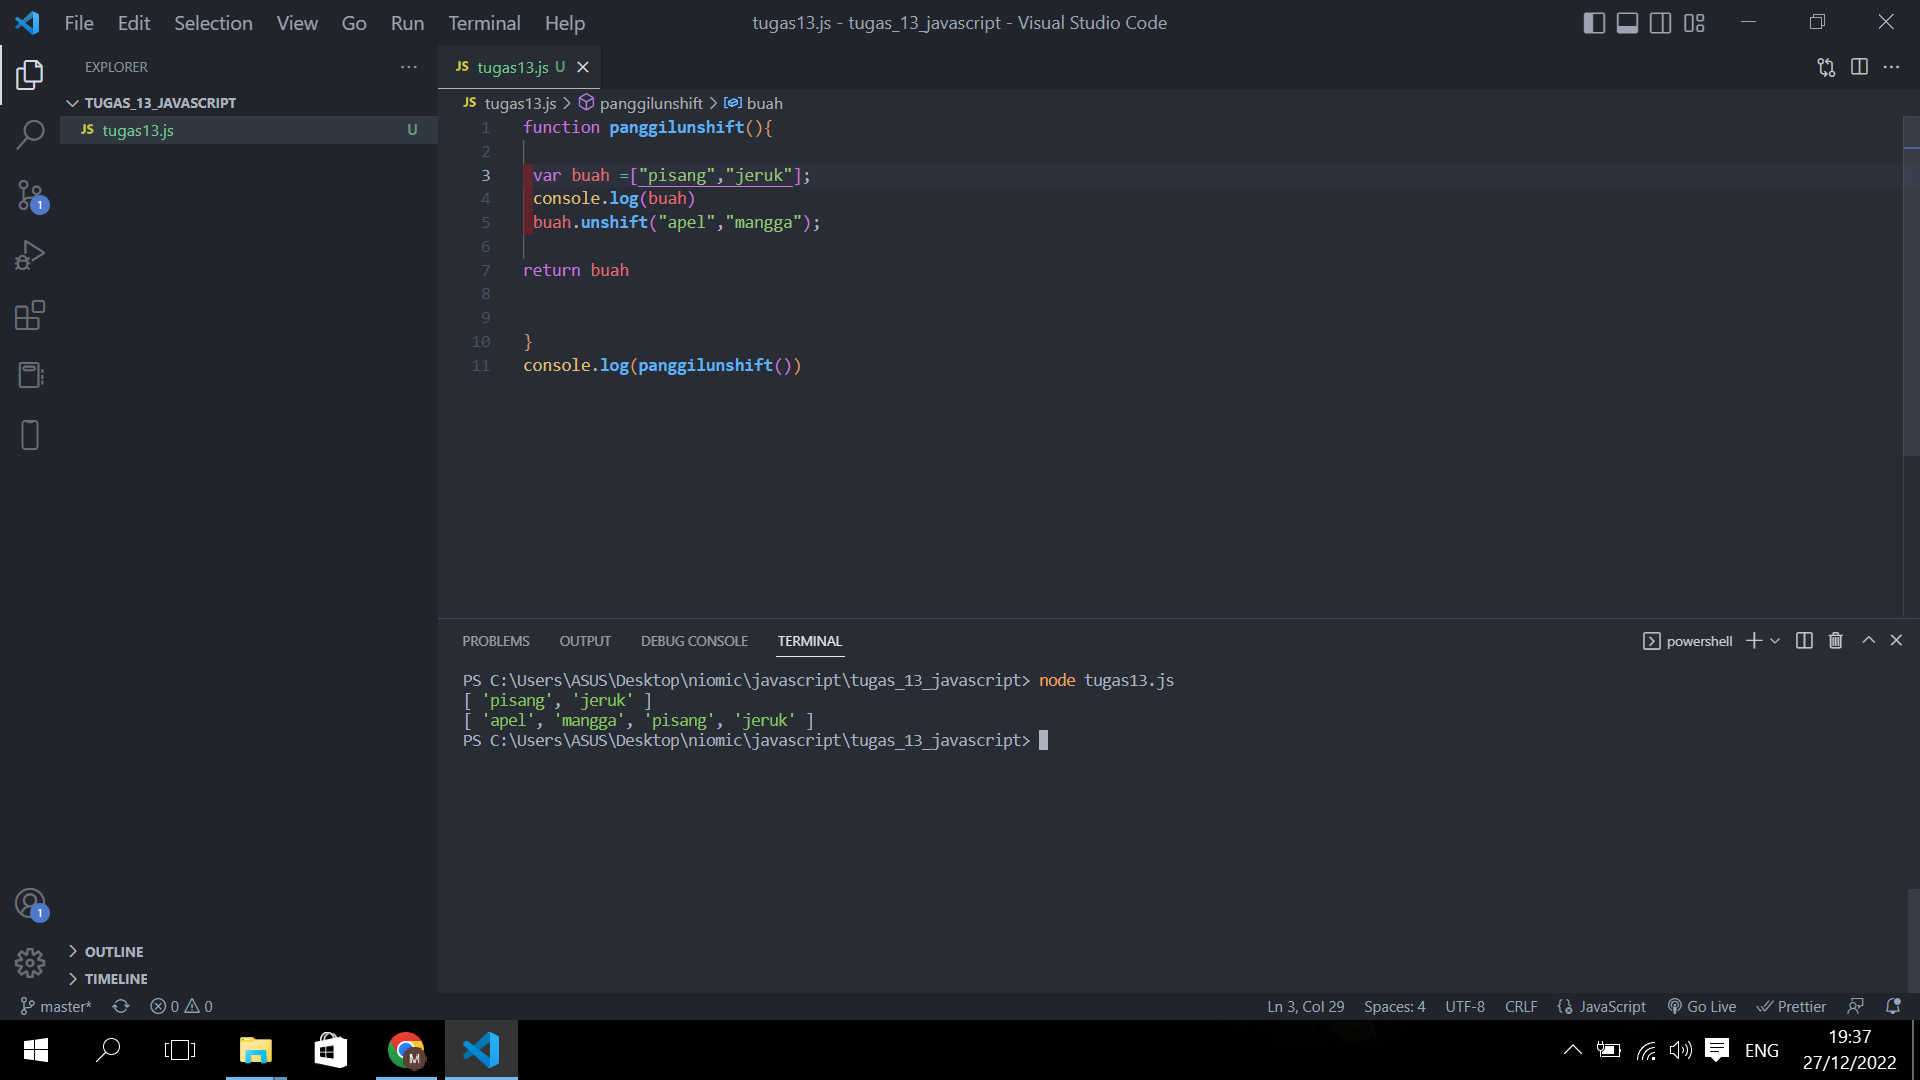 File Edit Selection View Go Run Terminal Help tugas13.js - tugas_13_javascript - Visual Studio Code
EXPLORER
TUGAS_13_JAVASCRIPT
JS tugas13.js U
JS tugas13.js U
JS tugas13.js > panggilunshift > buah
1 function panggilunshift(){
2
3 var buah =["pisang","jeruk"];
4 console.log(buah)
5 buah.unshift("apel","mangga");
6
7 return buah
8
9
10 }
11 console.log(panggilunshift())
1
PROBLEMS OUTPUT DEBUG CONSOLE TERMINAL powershell
PS C:\Users\ASUS\Desktop\niomic\javascript\tugas_13_javascript> node tugas13.js
[ 'pisang', 'jeruk' ]
[ 'apel', 'mangga', 'pisang', 'jeruk' ]
PS C:\Users\ASUS\Desktop\niomic\javascript\tugas_13_javascript>
1
OUTLINE
TIMELINE
master* 0 0 Ln 3, Col 29 Spaces: 4 UTF-8 CRLF JavaScript Go Live Prettier
M ENG 19:37
27/12/2022